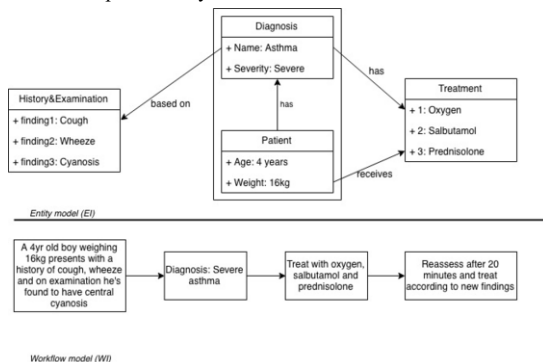 Diagnosis
+ Name: Asthma
+ Severity: Severe
has
has
based on
History&Examination
+ finding1: Cough
+ finding2: Wheeze
+ finding3: Cyanosis
Treatment
+ 1: Oxygen
+ 2: Salbutamol
+ 3: Prednisolone
Patient
+ Age: 4 years
+ Weight: 16kg
receives
Entity model (EI)
A 4yr old boy weighing
16kg presents with a
history of cough, wheeze
and on examination he's
found to have central
cyanosis
Diagnosis: Severe
asthma
Treat with oxygen,
salbutamol and
prednisolone
Reassess after 20
minutes and treat
according to new findings
Workflow model (WI)